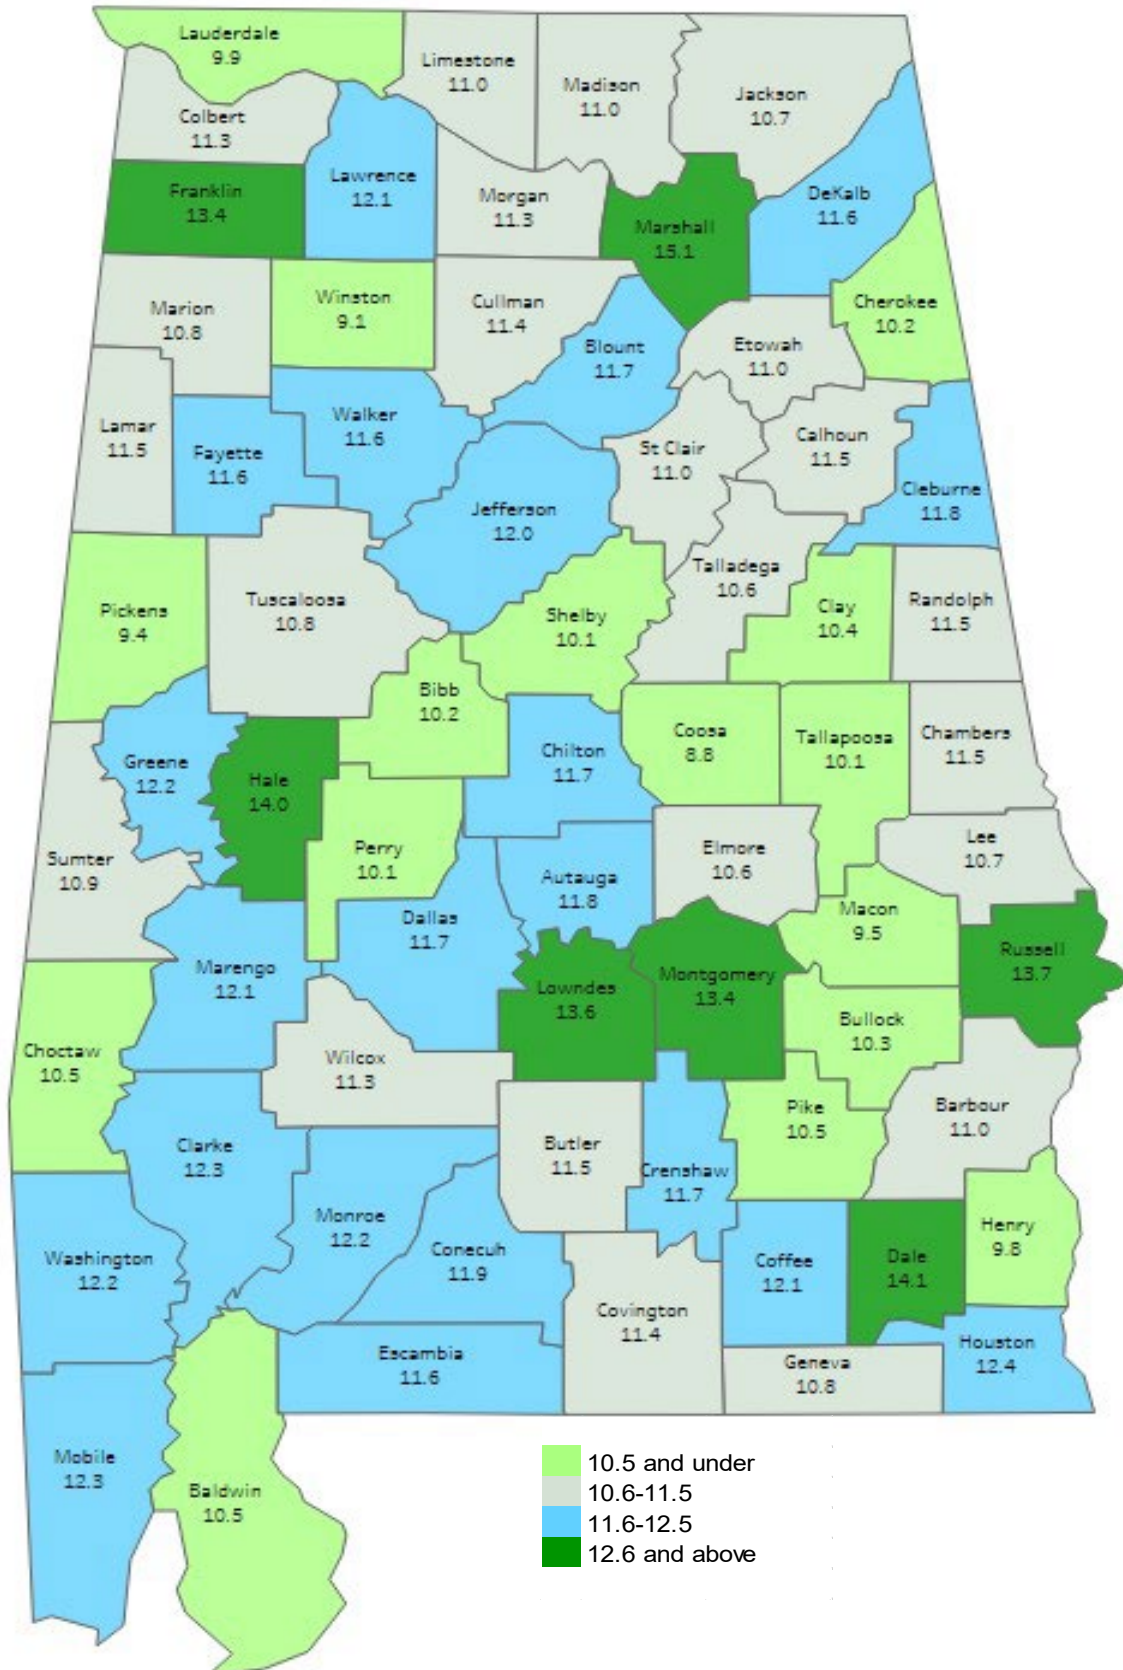 Lauderdale
9.9
Limestone
11.0
Madison
11.0
Jackson
10.7
Colbert
11.3
Franklin
13.4
Lawrence
12.1
Morgan
11.3
Marshall
15.1
DeKalb
11.6
Marion
10.8
Winston
9.1
Cullman
11.4
Blount
11.7
Etowah
11.0
Cherokee
10.2
Lamar
11.5
Fayette
11.6
Walker
11.6
Jefferson
12.0
St Clair
11.0
Calhoun
11.5
Cleburne
11.8
Pickens
9.4
Tuscaloosa
10.8
Shelby
10.1
Talladega
10.6
Clay
10.4
Randolph
11.5
Bibb
10.2
Greene
12.2
Hale
14.0
Chilton
11.7
Coosa
8.8
Tallapoosa
10.1
Chambers
11.5
Sumter
10.9
Perry
10.1
Autauga
11.8
Elmore
10.6
Lee
10.7
Dallas
11.7
Macon
9.5
Russell
13.7
Marengo
12.1
Lowndes
13.6
Montgomery
13.4
Bullock
10.3
Choctaw
10.5
Wilcox
11.3
Pike
10.5
Barbour
11.0
Clarke
12.3
Butler
11.5
Crenshaw
11.7
Washington
12.2
Monroe
12.2
Conecuh
11.9
Coffee
12.1
Dale
14.1
Henry
9.8
Covington
11.4
Escambia
11.6
Geneva
10.8
Houston
12.4
Mobile
12.3
Baldwin
10.5
10.5 and under
10.6-11.5
11.6-12.5
12.6 and above